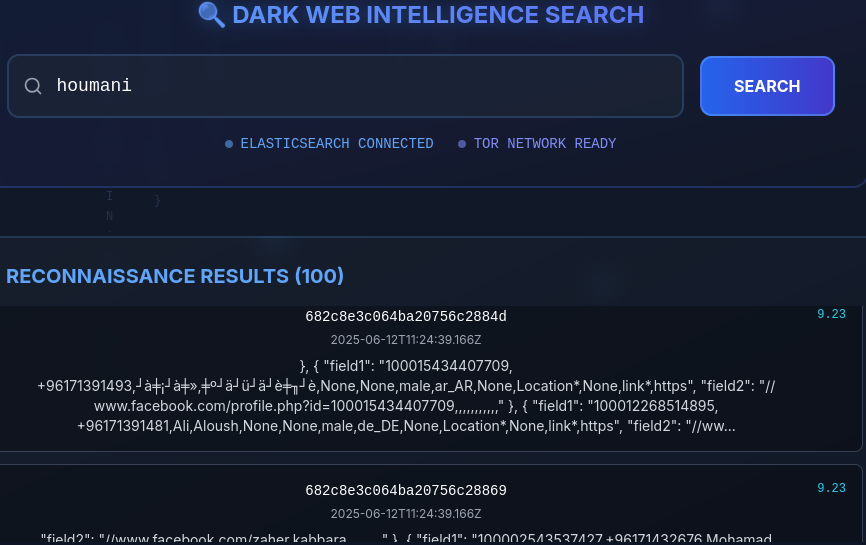 🔍 DARK WEB INTELLIGENCE SEARCH
houmani
SEARCH
ELASTICSEARCH CONNECTED
TOR NETWORK READY
I
}
N
RECONNAISSANCE RESULTS (100)
682c8e3c064ba20756c2884d
9.23
2025-06-12T11:24:39.166Z
}, { "field1": "100015434407709,
+96171391493,┘à╪¡┘à╪»,╪º┘ä┘ü┘ä┘è╪╖┘è,None,None,male,ar_AR,None,Location*,None,link*,https", "field2": "//
www.facebook.com/profile.php?id=100015434407709,,,,,,,,,,," }, { "field1": "100012268514895,
+96171391481,Ali,Aloush,None,None,male,de_DE,None,Location*,None,link*,https", "field2": "//ww...
682c8e3c064ba20756c28869
9.23
2025-06-12T11:24:39.166Z
"field2": "//www.facebook.com/zaher.kabbara,,,,,,,,,,," }, { "field1": "100002543537427,+96171432676,Mohamad,